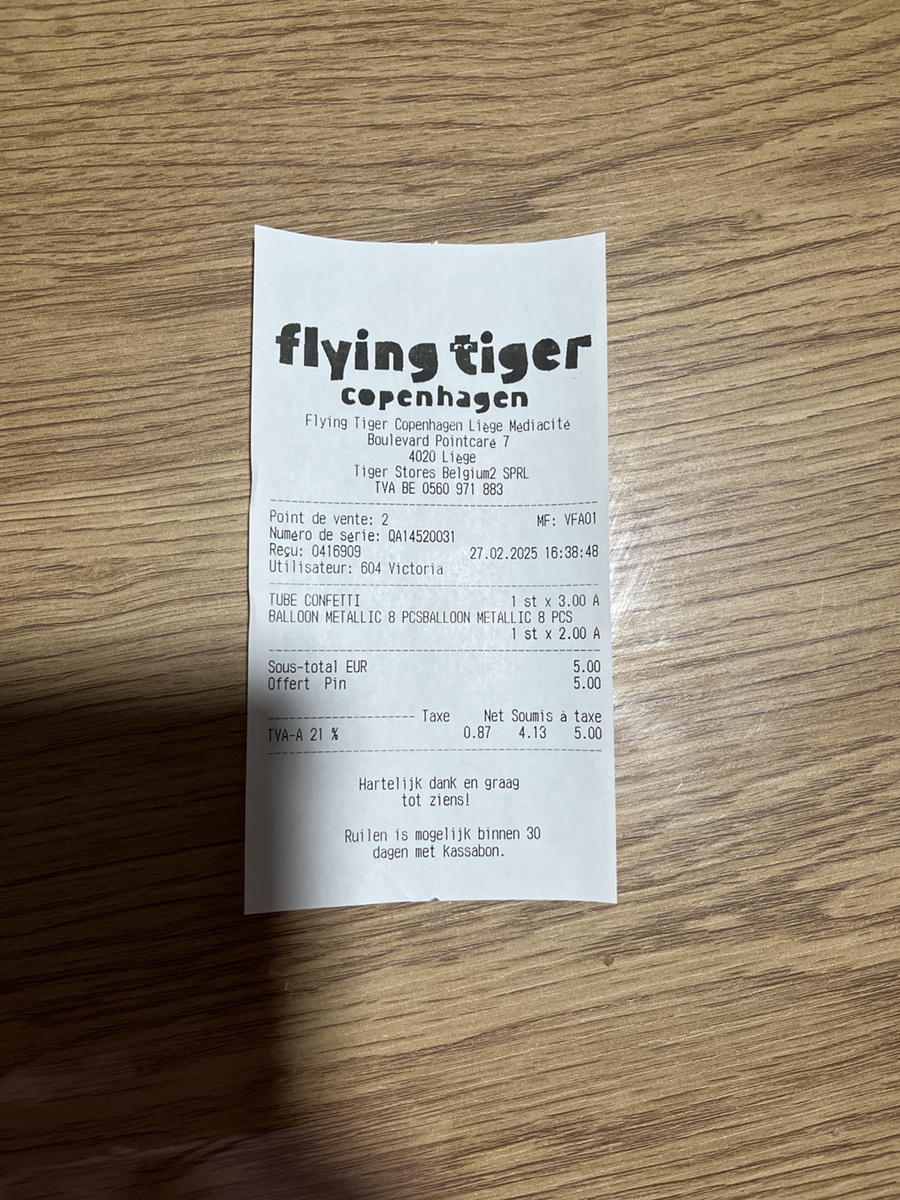 flying tiger
copenhagen
Flying Tiger Copenhagen Liège Médiacité
Boulevard Pointcaré 7
4020 Liège
Tiger Stores Belgium2 SPRL
TVA BE 0560 971 883
Point de vente: 2 MF: VFA01
Numéro de série: QA14520031
Reçu: 0416909 27.02.2025 16:38:48
Utilisateur: 604 Victoria
TUBE CONFETTI 1 st x 3.00 A
BALLOON METALLIC 8 PCSBALLOON METALLIC 8 PCS
1 st x 2.00 A
Sous-total EUR 5.00
Offert Pin 5.00
---------------------- Taxe Net Soumis à taxe
TVA-A 21 % 0.87 4.13 5.00
Hartelijk dank en graag
tot ziens!
Ruilen is mogelijk binnen 30
dagen met kassabon.